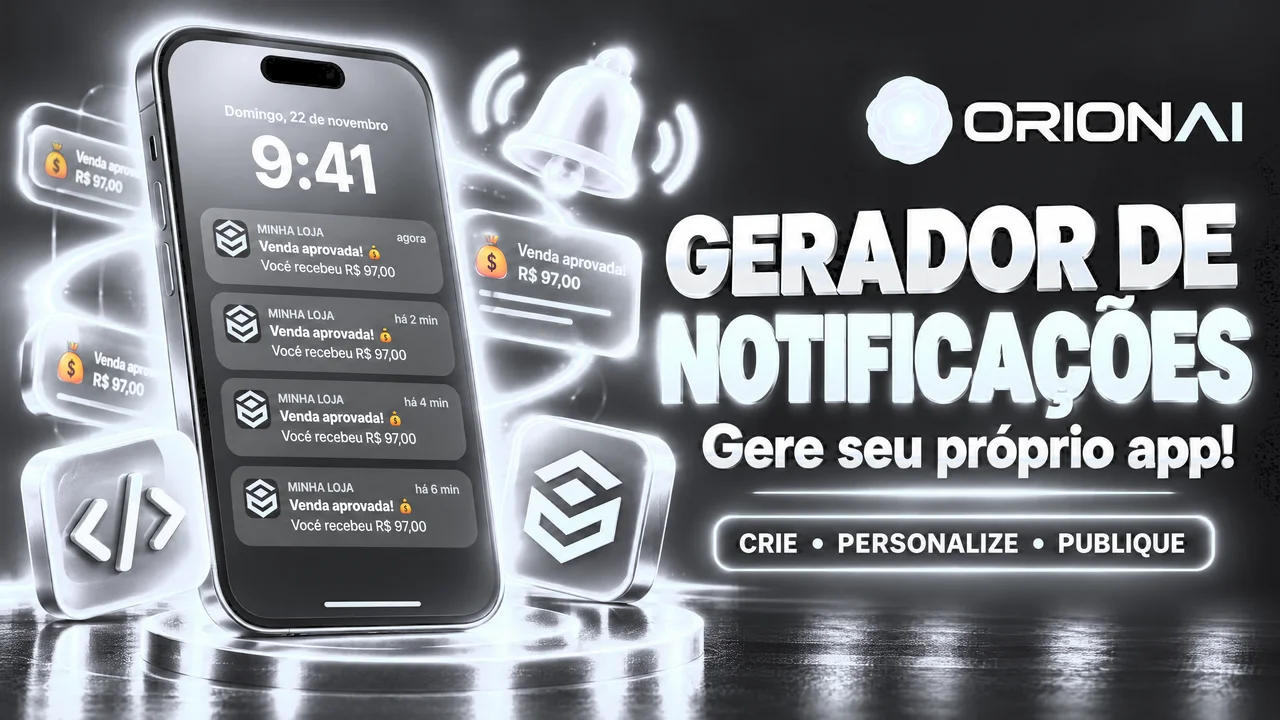 Domingo, 22 de novembro
9:41
MINHA LOJA
agora
Venda aprovada! 💰
Você recebeu R$ 97,00
MINHA LOJA
há 2 min
Venda aprovada! 💰
Você recebeu R$ 97,00
MINHA LOJA
há 4 min
Venda aprovada! 💰
Você recebeu R$ 97,00
MINHA LOJA
há 6 min
Venda aprovada! 💰
Você recebeu R$ 97,00
Venda
R$ 97,00
Venda
R$ 97,00
Venda aprovada!
R$ 97,00
</>
ORIONAI
GERADOR DE
NOTIFICAÇÕES
Gere seu próprio app!
CRIE • PERSONALIZE • PUBLIQUE